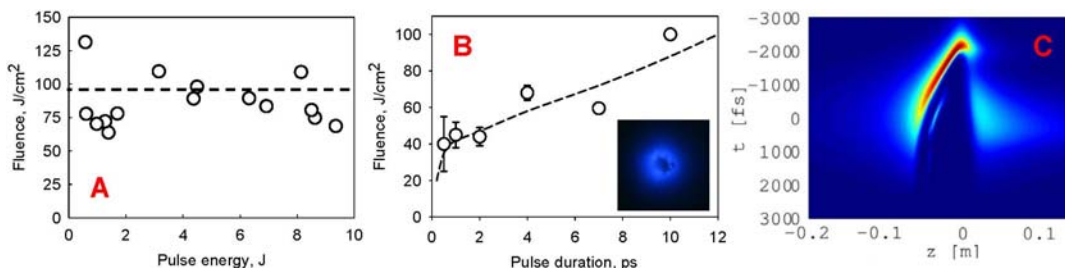 A
Fluence, J/cm2
150
125
100
75
50
25
0
0 2 4 6 8 10
Pulse energy, J
B
Fluence, J/cm2
100
80
60
40
20
0
0 2 4 6 8 10 12
Pulse duration, ps
C
t [fs]
-3000
-2000
-1000
0
1000
2000
3000
-0.2 -0.1 0 0.1
z [m]